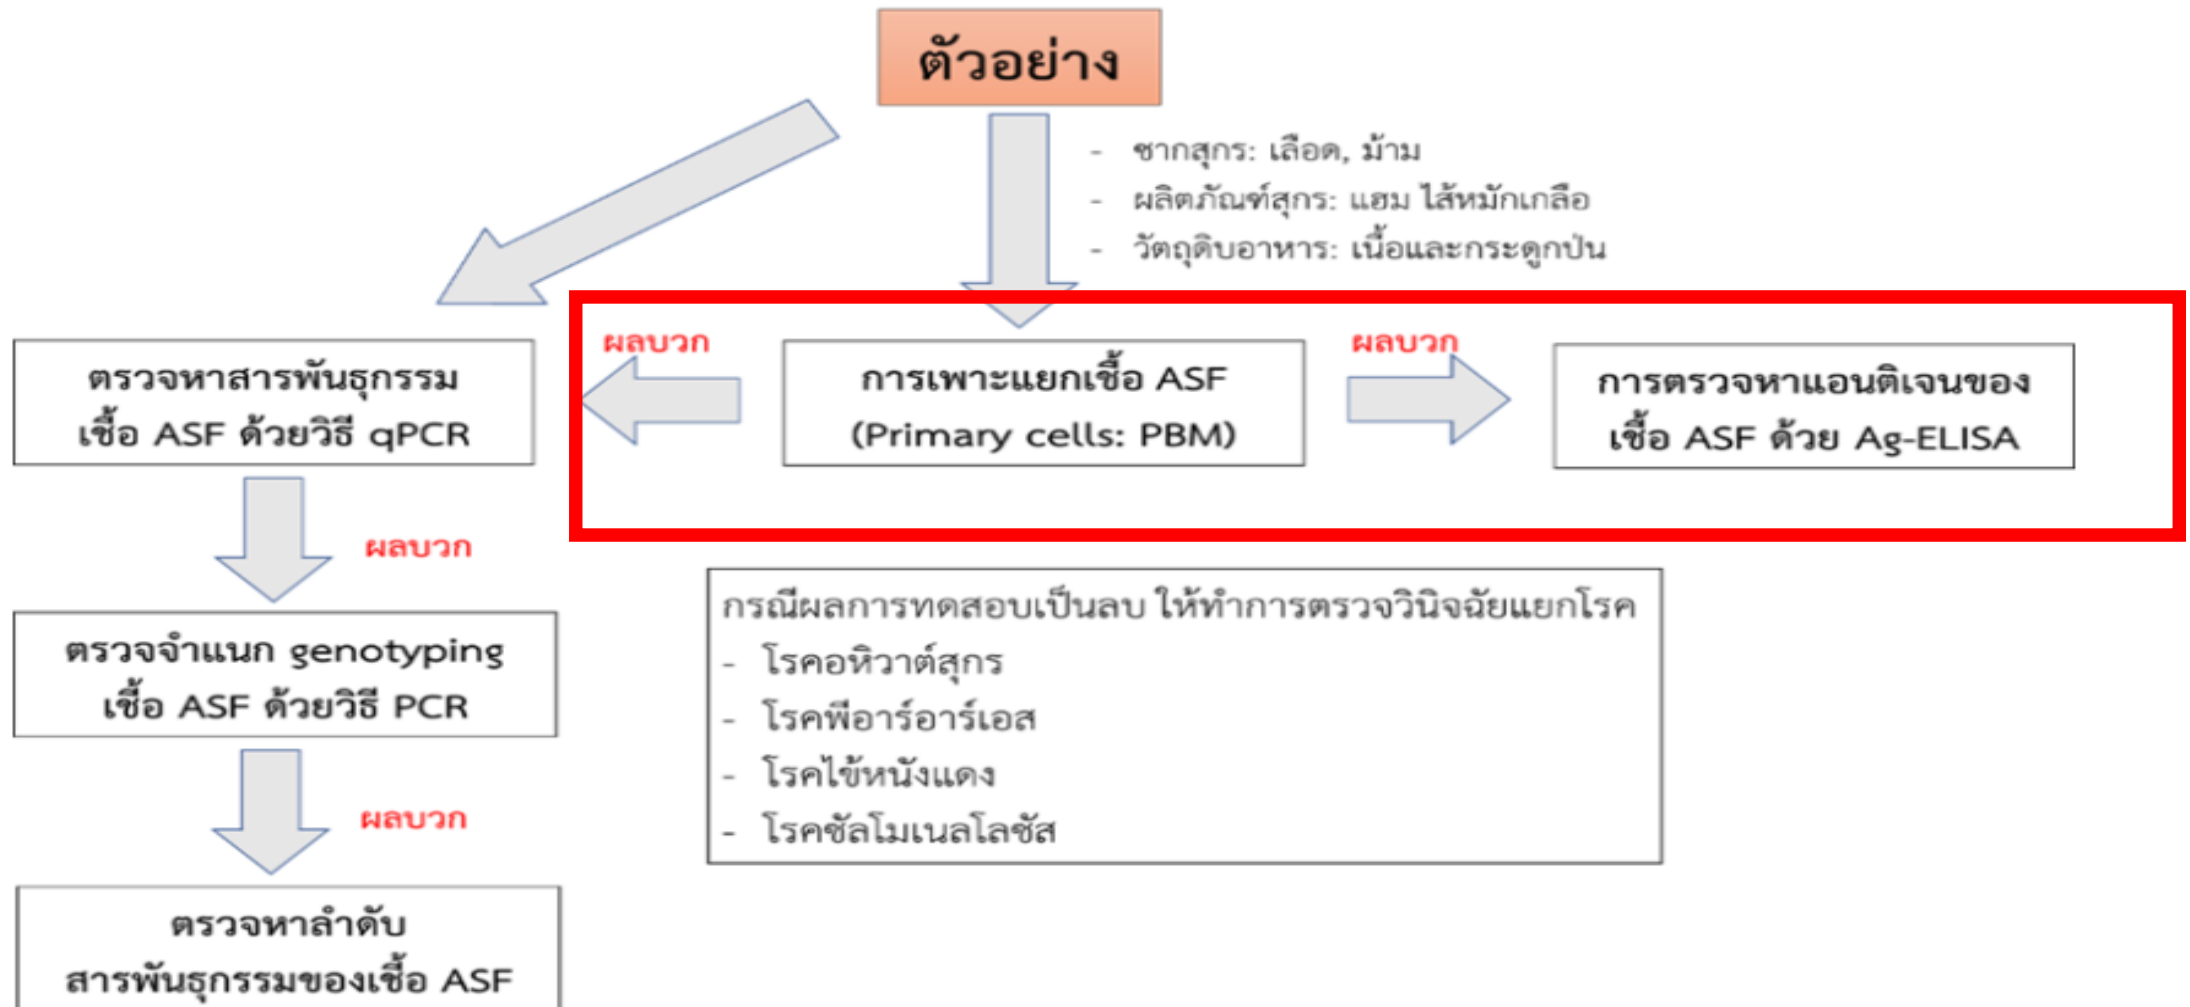 ตัวอย่าง
- ซากสุกร: เลือด, ม้าม
- ผลิตภัณฑ์สุกร: แฮม ไส้หมักเกลือ
- วัตถุดิบอาหาร: เนื้อและกระดูกป่น
ตรวจหาสารพันธุกรรม
เชื้อ ASF ด้วยวิธี qPCR
ผลบวก
การเพาะแยกเชื้อ ASF
(Primary cells: PBM)
ผลบวก
การตรวจหาแอนติเจนของ
เชื้อ ASF ด้วย Ag-ELISA
ผลบวก
ตรวจจำแนก genotyping
เชื้อ ASF ด้วยวิธี PCR
ผลบวก
ตรวจหาลำดับ
สารพันธุกรรมของเชื้อ ASF
กรณีผลการทดสอบเป็นลบ ให้ทำการตรวจวินิจฉัยแยกโรค
- โรคอหิวาต์สุกร
- โรคพีอาร์อาร์เอส
- โรคไข้หนังแดง
- โรคซัลโมเนลโลซัส